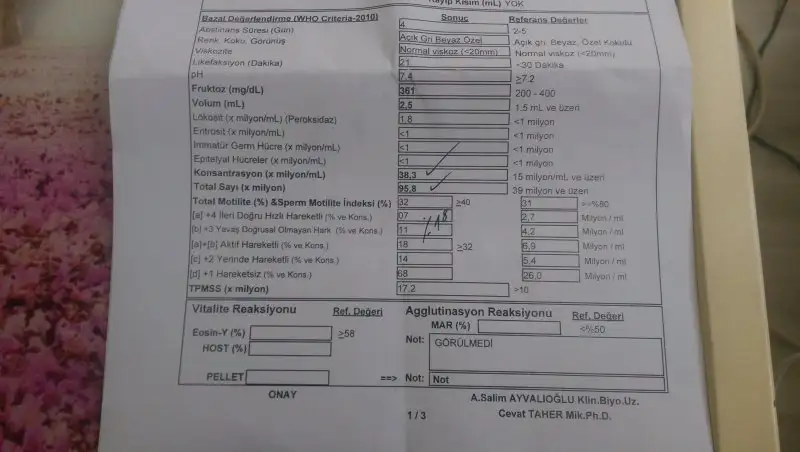 Kayıp Kısım (mL) YOK
Bazal Değerlendirme (WHO Criteria-2010) Sonuç Referans Değerler
Abstinans Süresi (Gün) 4 2-5
Renk, Koku, Görünüş Açık Gri Beyaz Özel Açık gri, Beyaz, Özel Kokulu
Viskozite Normal viskoz (<20mm) Normal viskoz (<20mm)
Likefaksiyon (Dakika) 21 <30 Dakika
pH 7.4 ≥7.2
Fruktoz (mg/dL) 361 200 - 400
Volum (mL) 2,5 1.5 mL ve üzeri
Lökosit (x milyon/mL) (Peroksidaz) 1,8 <1 milyon
Eritrosit (x milyon/mL) <1 <1 milyon
İmmatür Germ Hücre (x milyon/mL) <1 <1 milyon
Epitelyal Hücreler (x milyon/mL) <1 <1 milyon
Konsantrasyon (x milyon/mL) 38,3 15 milyon/mL ve üzeri
Total Sayı (x milyon) 95,8 39 milyon ve üzeri
Total Motilite (%) &Sperm Motilite İndeksi (%) 32 ≥40 31 >=%80
[a] +4 İleri Doğru Hızlı Hareketli (% ve Kons.) 07 2,7 Milyon / ml
[b] +3 Yavaş Doğrusal Olmayan Hark. (% ve Kons.) 11 %18 4,2 Milyon / ml
[a]+[b] Aktif Hareketli (% ve Kons.) 18 ≥32 6,9 Milyon / ml
[c] +2 Yerinde Hareketli (% ve Kons.) 14 5,4 Milyon / ml
[d] +1 Hareketsiz (% ve Kons.) 68 26,0 Milyon / ml
TPMSS (x milyon) 17,2 >10
Vitalite Reaksiyonu Ref. Değeri Agglutinasyon Reaksiyonu Ref. Değeri
MAR (%) <%50
Eosin-Y (%) ≥58 Not: GÖRÜLMEDİ
HOST (%)
PELLET ==> Not: Not
ONAY A.Salim AYVALIOĞLU Klin.Biyo.Uz.
1 / 3 Cevat TAHER Mik.Ph.D.